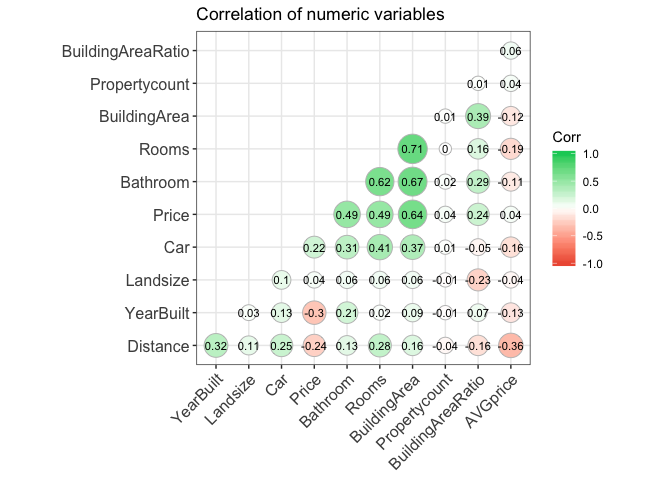 Correlation of numeric variables
BuildingAreaRatio 0.06
Propertycount 0.01 0.04
BuildingArea 0.01 0.39 -0.12
Rooms 0.71 0 0.16 -0.19
Bathroom 0.62 0.67 0.02 0.29 -0.11
Price 0.49 0.49 0.64 0.04 0.24 0.04
Car 0.22 0.31 0.41 0.37 0.01 -0.05 -0.16
Landsize 0.1 0.04 0.06 0.06 0.06 -0.01 -0.23 -0.04
YearBuilt 0.03 0.13 -0.3 0.21 0.02 0.09 -0.01 0.07 -0.13
Distance 0.32 0.11 0.25 -0.24 0.13 0.28 0.16 -0.04 -0.16 -0.36
YearBuilt
Landsize
Car
Price
Bathroom
Rooms
BuildingArea
Propertycount
BuildingAreaRatio
AVGprice
Corr
1.0
0.5
0.0
-0.5
-1.0